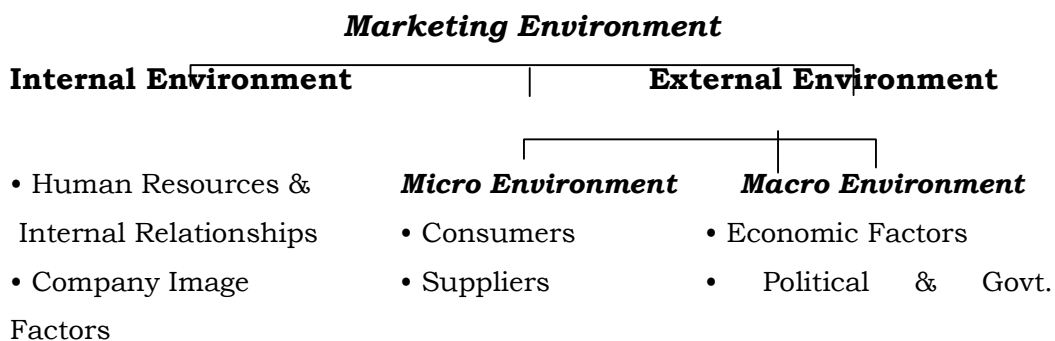 Marketing Environment
Internal Environment External Environment
• Human Resources & Micro Environment Macro Environment
Internal Relationships • Consumers • Economic Factors
• Company Image • Suppliers • Political & Govt.
Factors